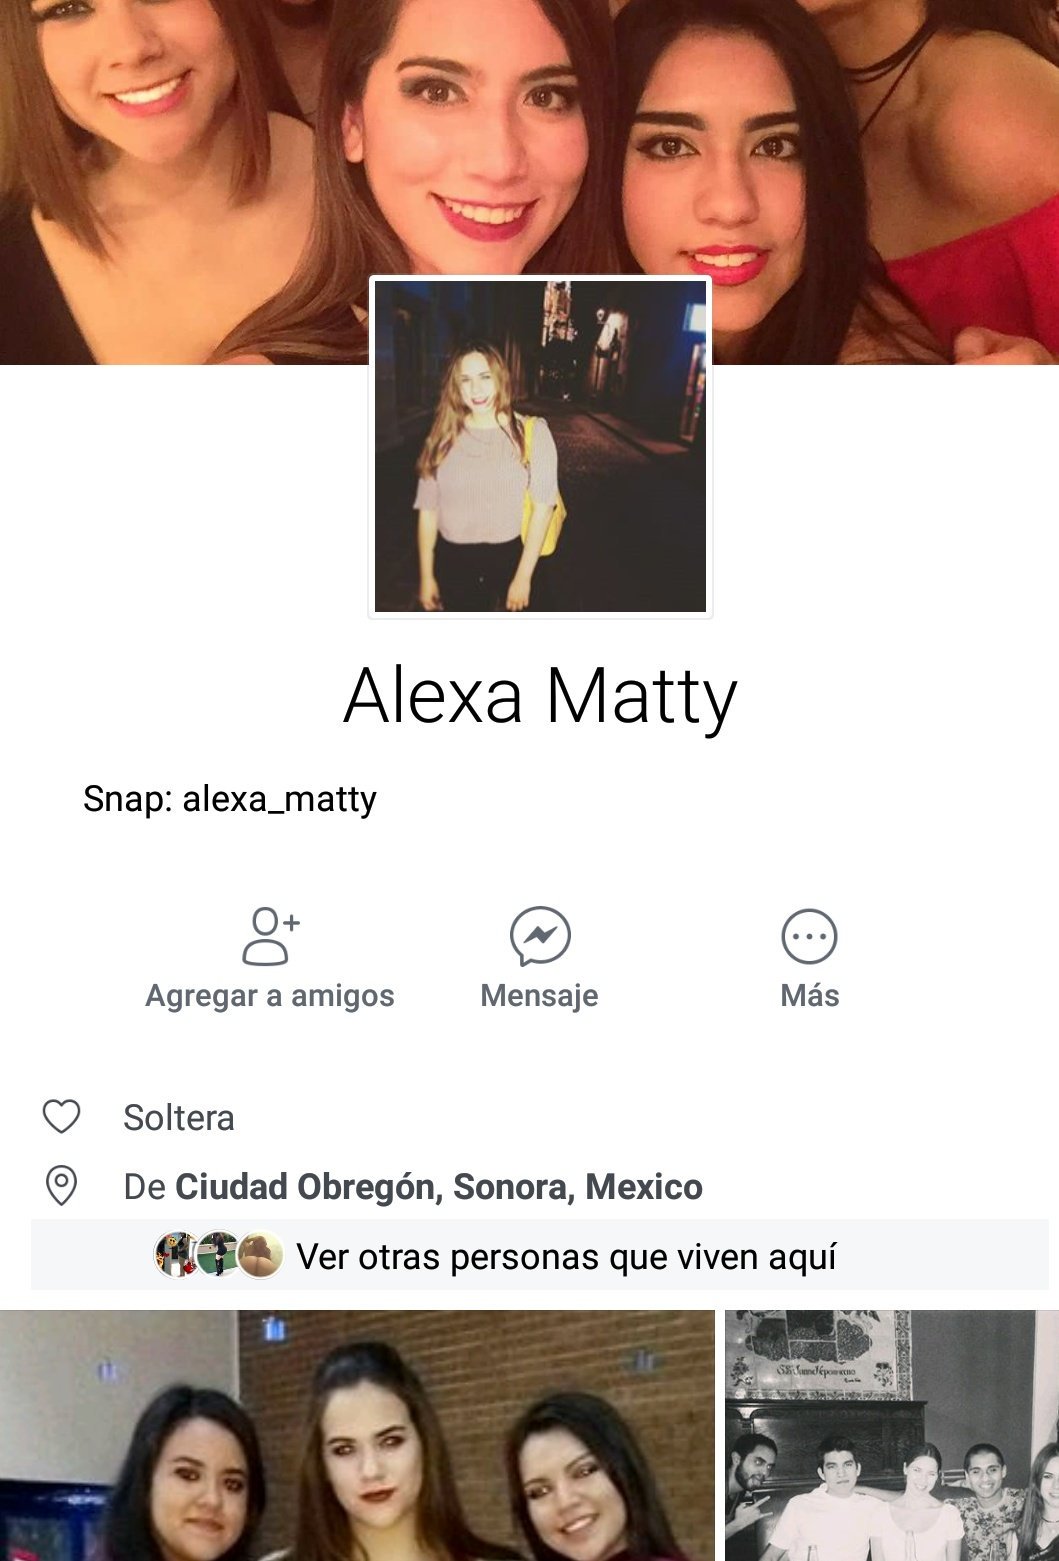 Alexa Matty
Snap: alexa_matty
Agregar a amigos
Mensaje
Más
Soltera
De Ciudad Obregón, Sonora, Mexico
Ver otras personas que viven aquí